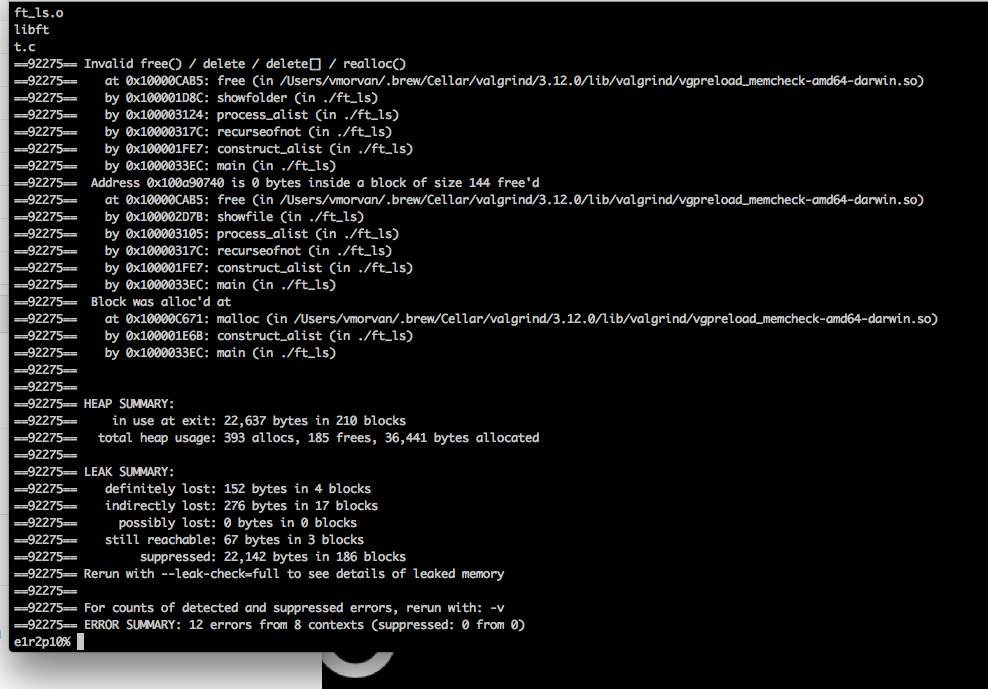 ft_ls.o
libft
t.c
==92275== Invalid free() / delete / delete[] / realloc()
==92275==    at 0x10000CAB5: free (in /Users/vmorvan/.brew/Cellar/valgrind/3.12.0/lib/valgrind/vgpreload_memcheck-amd64-darwin.so)
==92275==    by 0x100001D8C: showfolder (in ./ft_ls)
==92275==    by 0x100003124: process_alist (in ./ft_ls)
==92275==    by 0x10000317C: recurseofnot (in ./ft_ls)
==92275==    by 0x100001FE7: construct_alist (in ./ft_ls)
==92275==    by 0x1000033EC: main (in ./ft_ls)
==92275==  Address 0x100a90740 is 0 bytes inside a block of size 144 free'd
==92275==    at 0x10000CAB5: free (in /Users/vmorvan/.brew/Cellar/valgrind/3.12.0/lib/valgrind/vgpreload_memcheck-amd64-darwin.so)
==92275==    by 0x100002D7B: showfile (in ./ft_ls)
==92275==    by 0x100003105: process_alist (in ./ft_ls)
==92275==    by 0x10000317C: recurseofnot (in ./ft_ls)
==92275==    by 0x100001FE7: construct_alist (in ./ft_ls)
==92275==    by 0x1000033EC: main (in ./ft_ls)
==92275==  Block was alloc'd at
==92275==    at 0x10000C671: malloc (in /Users/vmorvan/.brew/Cellar/valgrind/3.12.0/lib/valgrind/vgpreload_memcheck-amd64-darwin.so)
==92275==    by 0x100001E6B: construct_alist (in ./ft_ls)
==92275==    by 0x1000033EC: main (in ./ft_ls)
==92275==
==92275==
==92275== HEAP SUMMARY:
==92275==     in use at exit: 22,637 bytes in 210 blocks
==92275==   total heap usage: 393 allocs, 185 frees, 36,441 bytes allocated
==92275==
==92275== LEAK SUMMARY:
==92275==    definitely lost: 152 bytes in 4 blocks
==92275==    indirectly lost: 276 bytes in 17 blocks
==92275==      possibly lost: 0 bytes in 0 blocks
==92275==    still reachable: 67 bytes in 3 blocks
==92275==         suppressed: 22,142 bytes in 186 blocks
==92275== Rerun with --leak-check=full to see details of leaked memory
==92275==
==92275== For counts of detected and suppressed errors, rerun with: -v
==92275== ERROR SUMMARY: 12 errors from 8 contexts (suppressed: 0 from 0)
e1r2p10%